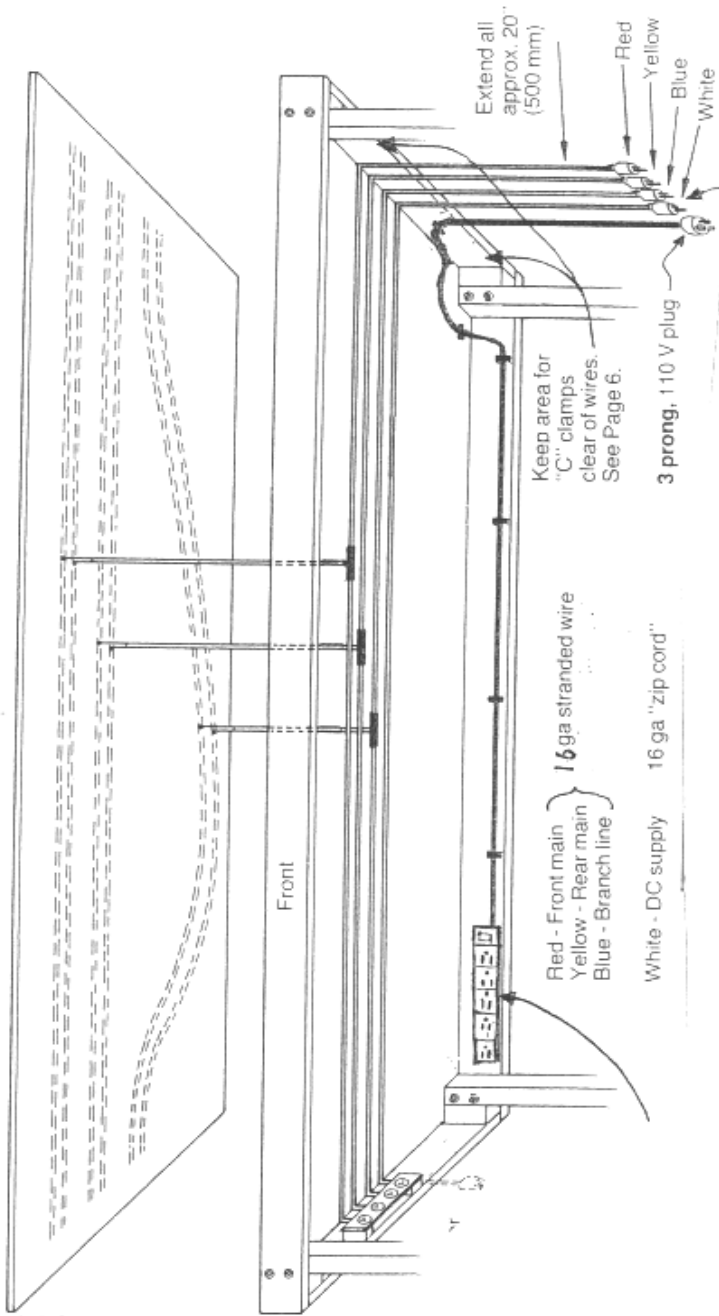 Extend all
approx. 20"
(500 mm)
Red
Yellow
Blue
White
Front
Keep area for
"C" clamps
clear of wires.
See Page 6.
3 prong, 110 V plug
Red - Front main
Yellow - Rear main
Blue - Branch line
16 ga stranded wire
White - DC supply
16 ga "zip cord"